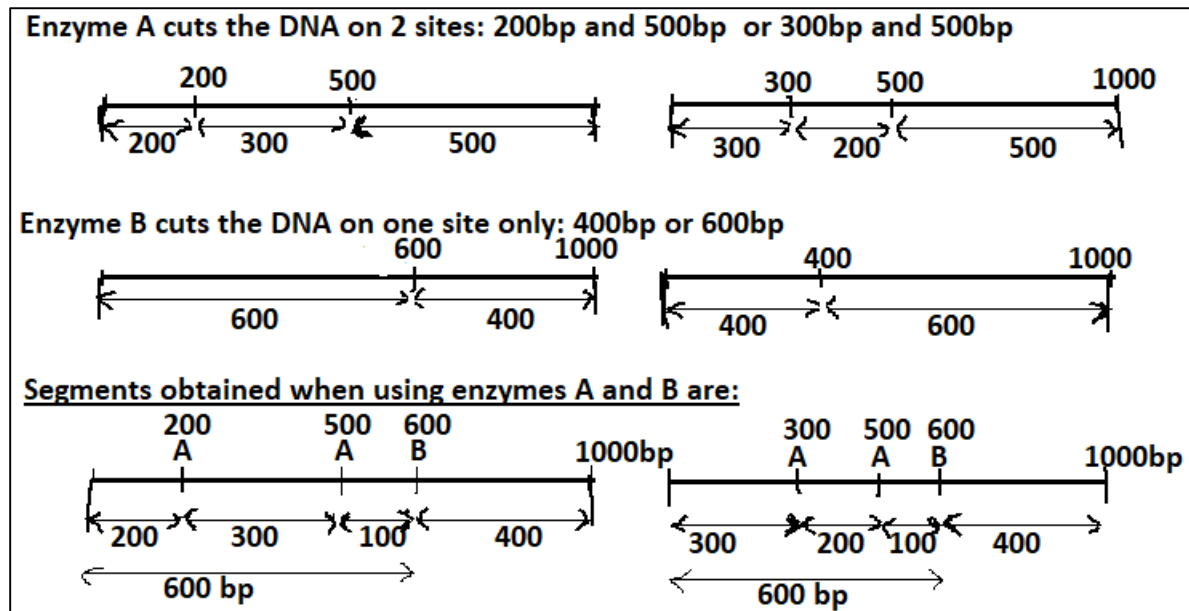 Enzyme A cuts the DNA on 2 sites: 200bp and 500bp or 300bp and 500bp
200 500
200 300 500
300 500 1000
300 200 500
Enzyme B cuts the DNA on one site only: 400bp or 600bp
600 1000
600 400
400 1000
400 600
Segments obtained when using enzymes A and B are:
200 500 600
A A B 1000bp
200 300 100 400
600 bp
300 500 600
A A B 1000bp
300 200 100 400
600 bp